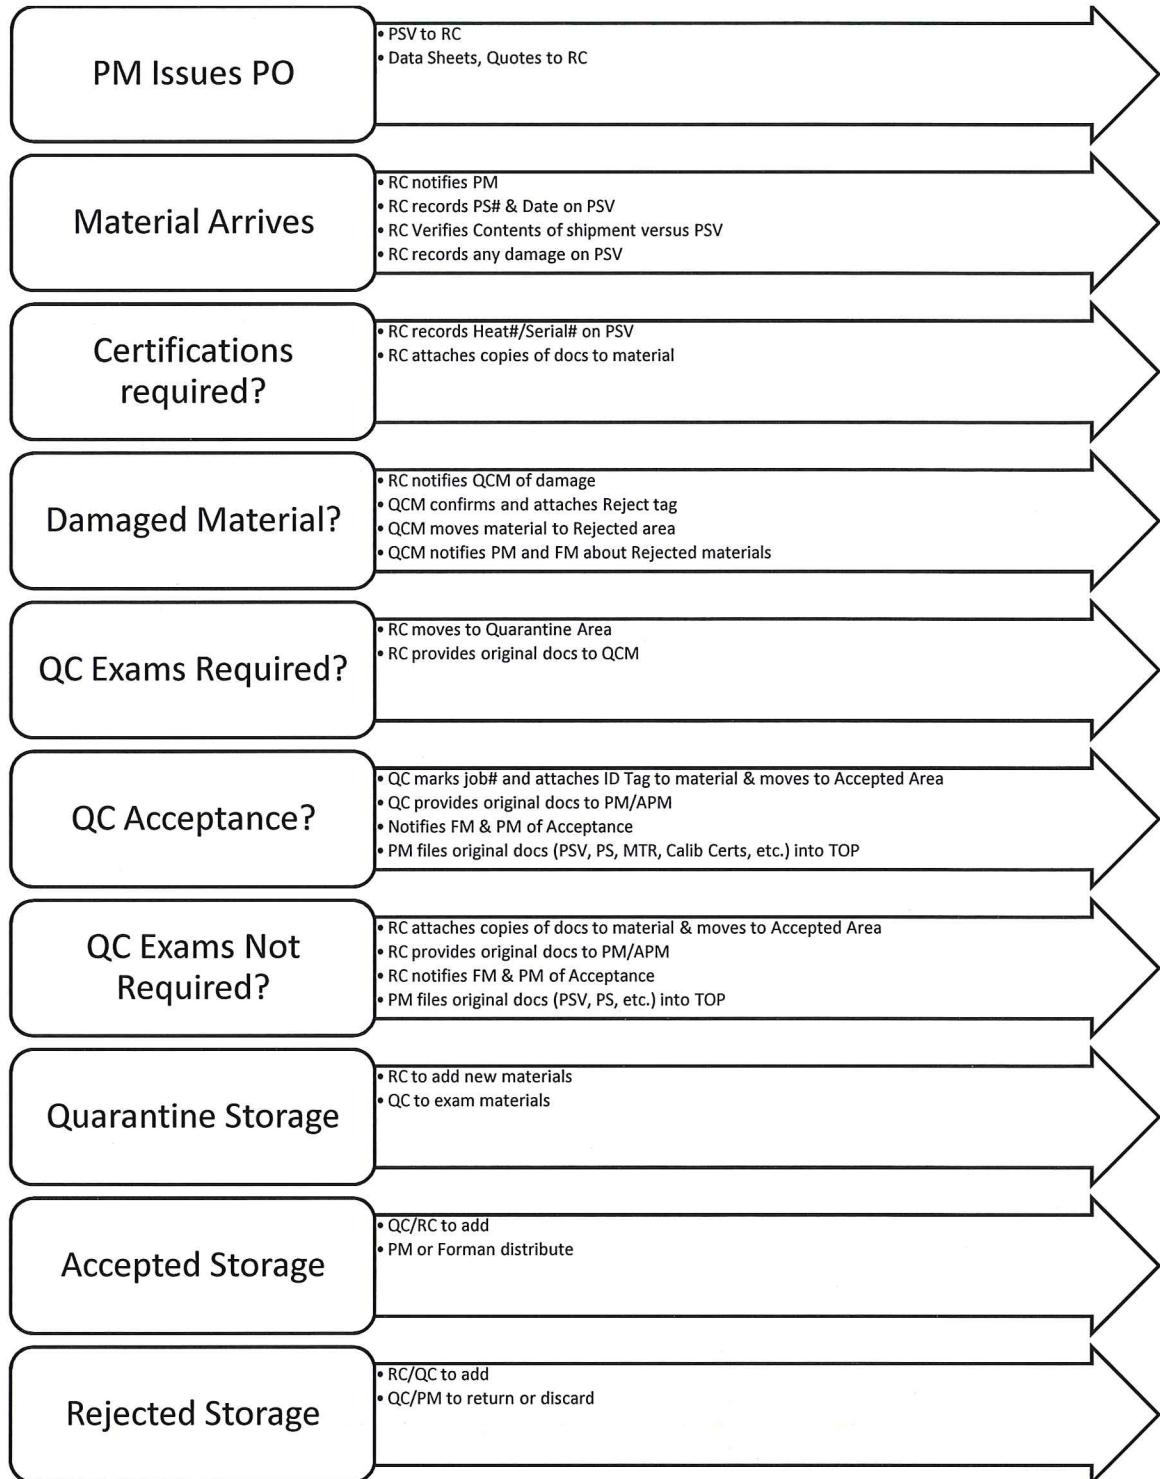 PM Issues PO
• PSV to RC
• Data Sheets, Quotes to RC
Material Arrives
• RC notifies PM
• RC records PS# & Date on PSV
• RC Verifies Contents of shipment versus PSV
• RC records any damage on PSV
Certifications
required?
• RC records Heat#/Serial# on PSV
• RC attaches copies of docs to material
Damaged Material?
• RC notifies QCM of damage
• QCM confirms and attaches Reject tag
• QCM moves material to Rejected area
• QCM notifies PM and FM about Rejected materials
QC Exams Required?
• RC moves to Quarantine Area
• RC provides original docs to QCM
QC Acceptance?
• QC marks job# and attaches ID Tag to material & moves to Accepted Area
• QC provides original docs to PM/APM
• Notifies FM & PM of Acceptance
• PM files original docs (PSV, PS, MTR, Calib Certs, etc.) into TOP
QC Exams Not
Required?
• RC attaches copies of docs to material & moves to Accepted Area
• RC provides original docs to PM/APM
• RC notifies FM & PM of Acceptance
• PM files original docs (PSV, PS, etc.) into TOP
Quarantine Storage
• RC to add new materials
• QC to exam materials
Accepted Storage
• QC/RC to add
• PM or Forman distribute
Rejected Storage
• RC/QC to add
• QC/PM to return or discard